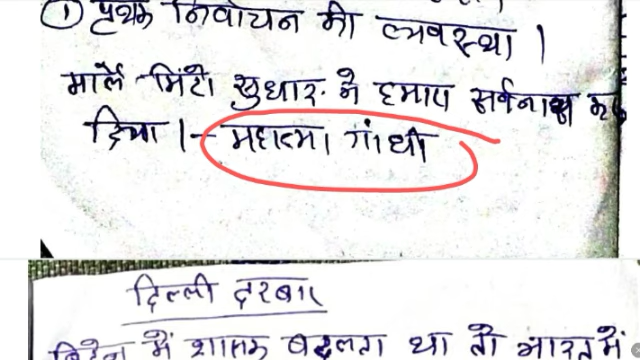 ① पृथक निर्वाचन की व्यवस्था ।
मार्ले मिंटो सुधार ने हमारा सर्वनाश कर
दिया ।- महात्मा गांधी
दिल्ली दरबार
ब्रिटेन में शासक बदलता था तो भारत में